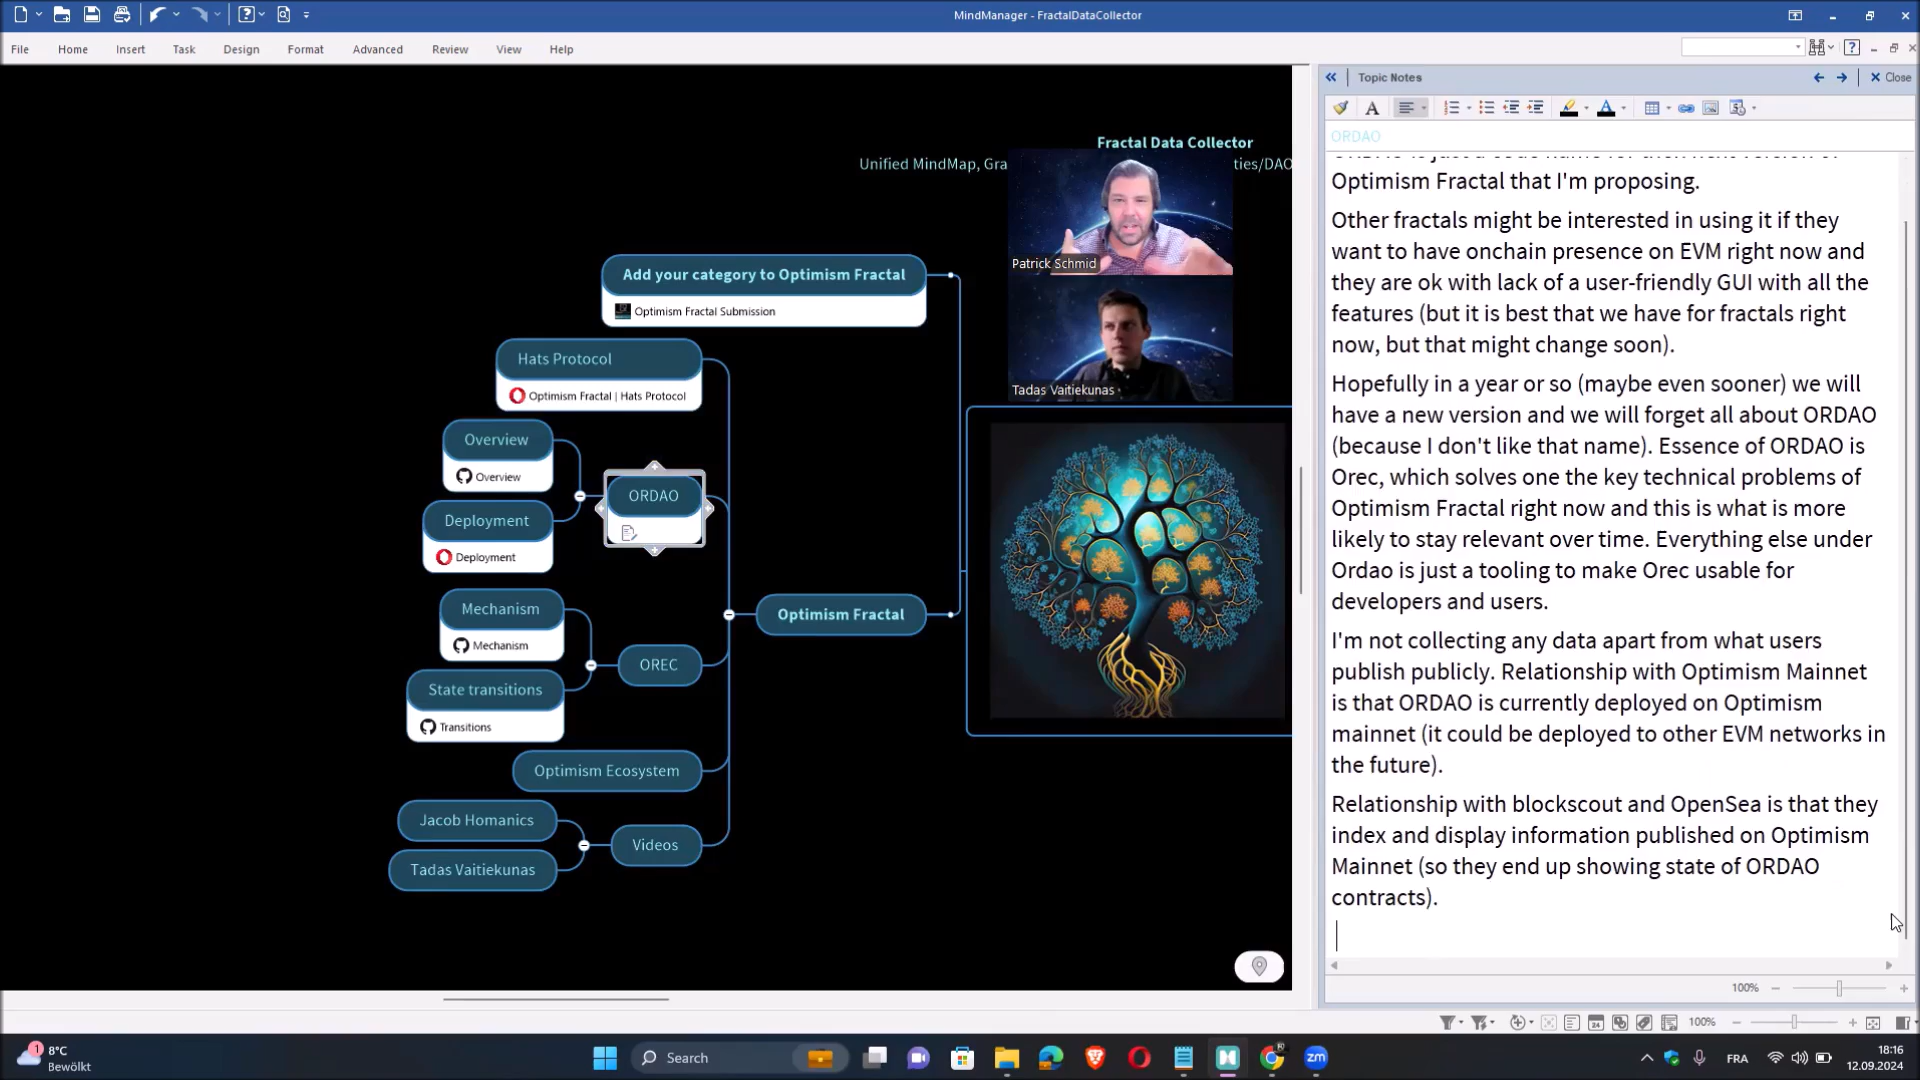 MindManager - FractalDataCollector
File Home Insert Task Design Format Advanced Review View Help
Topic Notes
Close
ORDAO
Optimism Fractal that I'm proposing.
Other fractals might be interested in using it if they
want to have onchain presence on EVM right now and
they are ok with lack of a user-friendly GUI with all the
features (but it is best that we have for fractals right
now, but that might change soon).
Hopefully in a year or so (maybe even sooner) we will
have a new version and we will forget all about ORDAO
(because I don't like that name). Essence of ORDAO is
Orec, which solves one the key technical problems of
Optimism Fractal right now and this is what is more
likely to stay relevant over time. Everything else under
Ordao is just a tooling to make Orec usable for
developers and users.
I'm not collecting any data apart from what users
publish publicly. Relationship with Optimism Mainnet
is that ORDAO is currently deployed on Optimism
mainnet (it could be deployed to other EVM networks in
the future).
Relationship with blockscout and OpenSea is that they
index and display information published on Optimism
Mainnet (so they end up showing state of ORDAO
contracts).
100%
Fractal Data Collector
Unified MindMap, Gra
ties/DAO
Patrick Schmid
Tadas Vaitiekunas
Add your category to Optimism Fractal
Optimism Fractal Submission
Hats Protocol
Optimism Fractal | Hats Protocol
Overview
Overview
ORDAO
Deployment
Deployment
Mechanism
Mechanism
Optimism Fractal
OREC
State transitions
Transitions
Optimism Ecosystem
Jacob Homanics
Videos
Tadas Vaitiekunas
100%
1
8°C
Bewölkt
Search
zm
FRA
18:16
12.09.2024